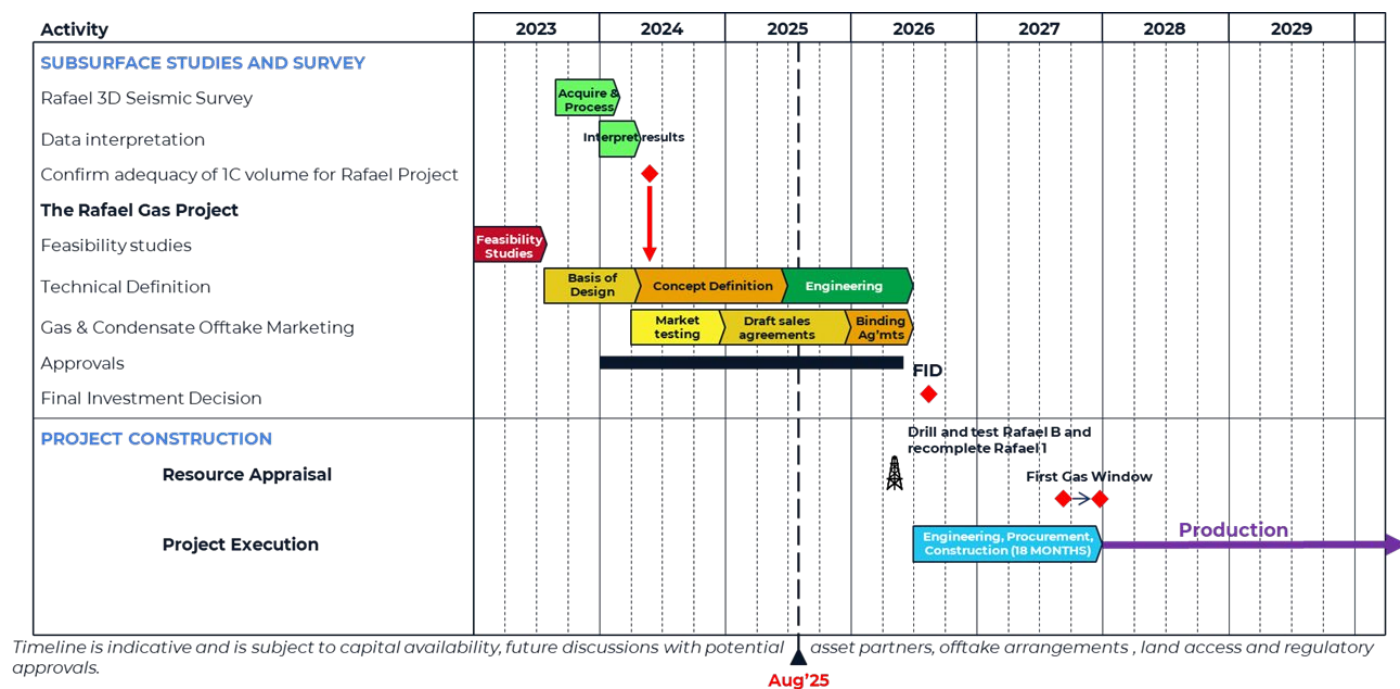 Activity
2023
2024
2025
2026
2027
2028
2029
SUBSURFACE STUDIES AND SURVEY
Rafael 3D Seismic Survey
Acquire &
Process
Data interpretation
Interpret results
Confirm adequacy of 1C volume for Rafael Project
The Rafael Gas Project
Feasibility studies
Feasibility
Studies
Technical Definition
Basis of
Design
Concept Definition
Engineering
Gas & Condensate Offtake Marketing
Market
testing
Draft sales
agreements
Binding
Ag'mts
Approvals
FID
Final Investment Decision
PROJECT CONSTRUCTION
Drill and test Rafael B and
recomplete Rafael 1
Resource Appraisal
First Gas Window
Project Execution
Engineering, Procurement,
Construction (18 MONTHS)
Production
Timeline is indicative and is subject to capital availability, future discussions with potential asset partners, offtake arrangements , land access and regulatory
approvals.
Aug'25